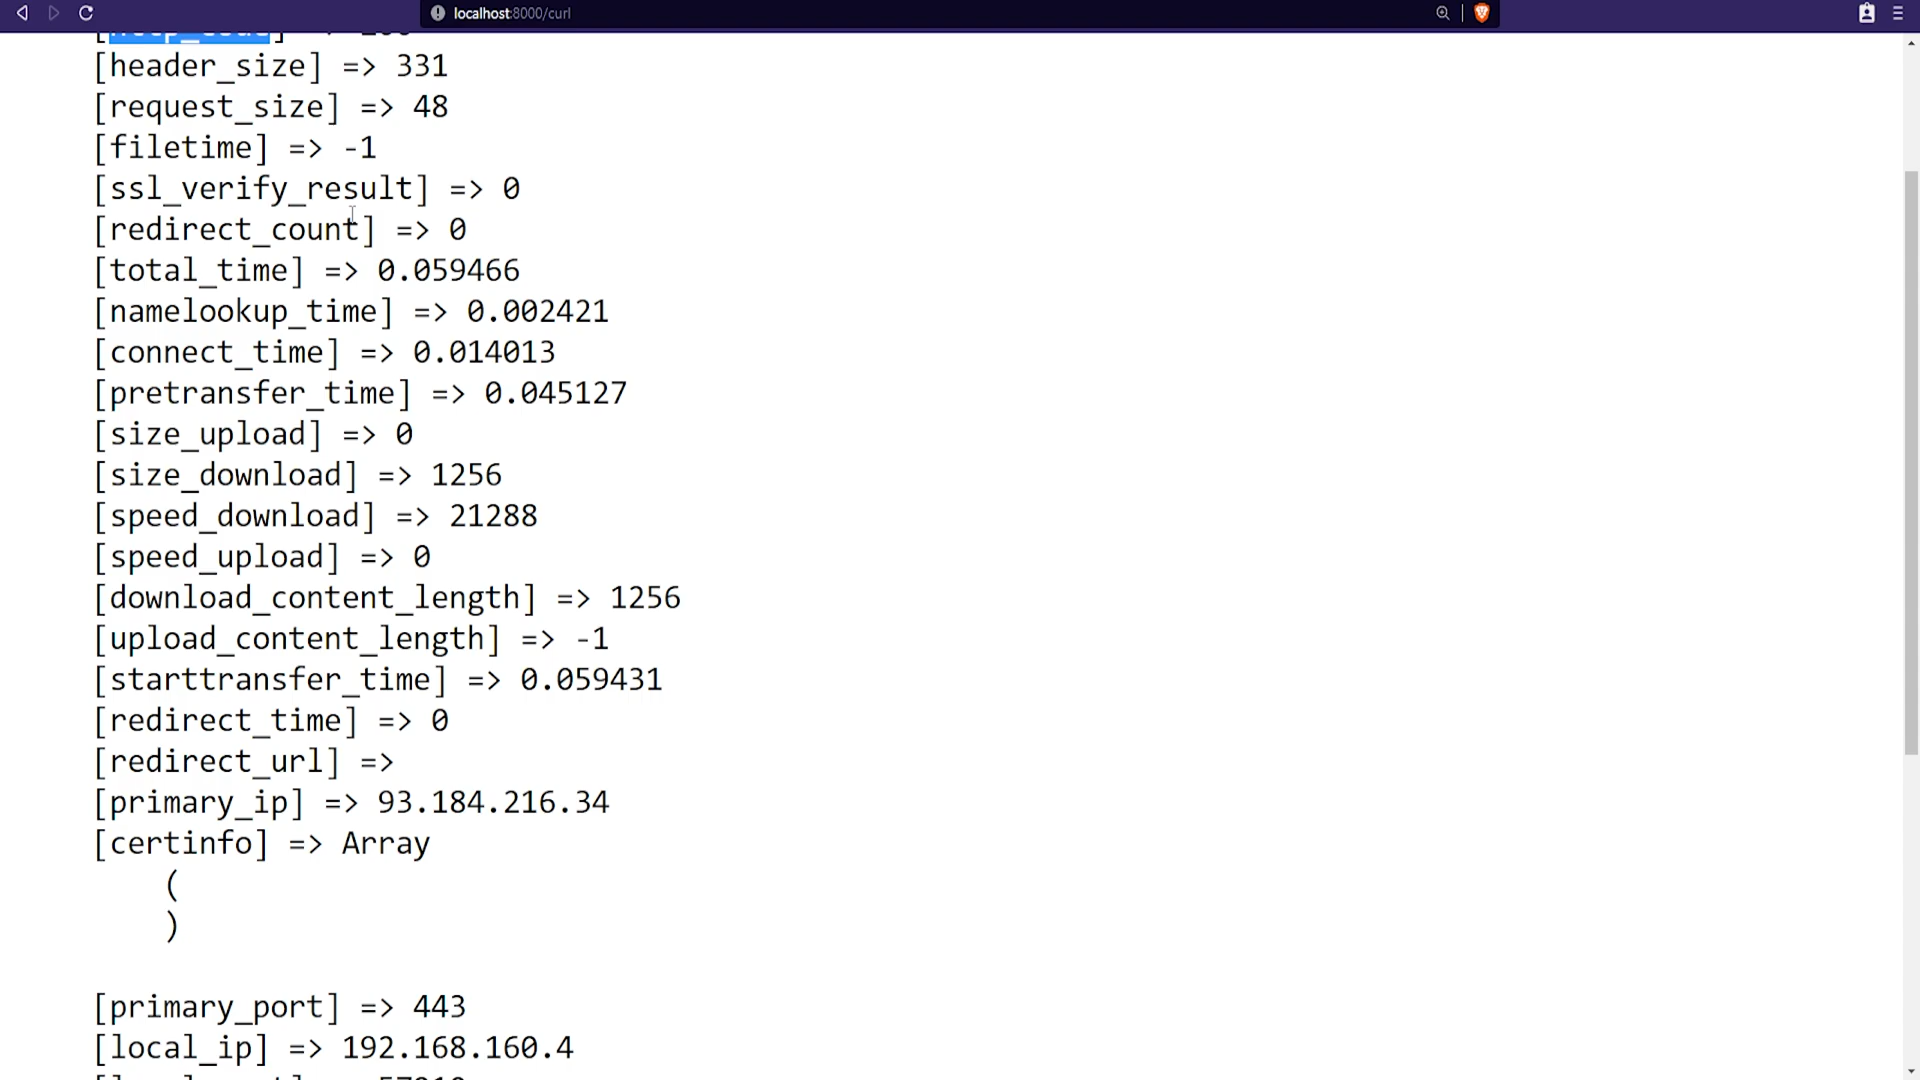 localhost:8000/curl
[header_size] => 331
[request_size] => 48
[filetime] => -1
[ssl_verify_result] => 0
[redirect_count] => 0
[total_time] => 0.059466
[namelookup_time] => 0.002421
[connect_time] => 0.014013
[pretransfer_time] => 0.045127
[size_upload] => 0
[size_download] => 1256
[speed_download] => 21288
[speed_upload] => 0
[download_content_length] => 1256
[upload_content_length] => -1
[starttransfer_time] => 0.059431
[redirect_time] => 0
[redirect_url] =>
[primary_ip] => 93.184.216.34
[certinfo] => Array
(
)
[primary_port] => 443
[local_ip] => 192.168.160.4